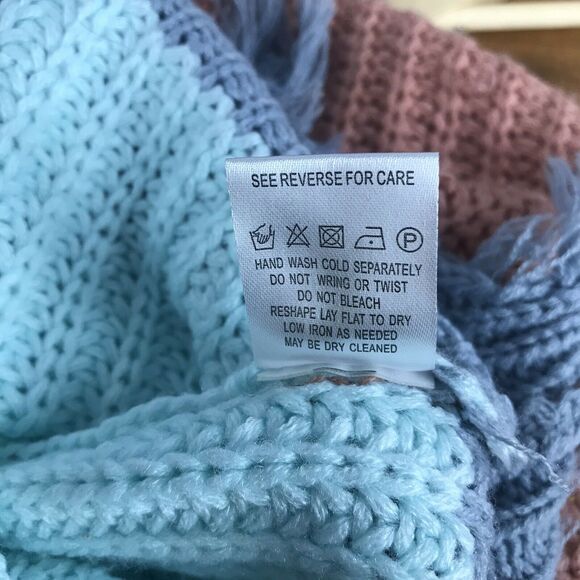 SEE REVERSE FOR CARE
P
HAND WASH COLD SEPARATELY
DO NOT WRING OR TWIST
DO NOT BLEACH
RESHAPE LAY FLAT TO DRY
LOW IRON AS NEEDED
MAY BE DRY CLEANED